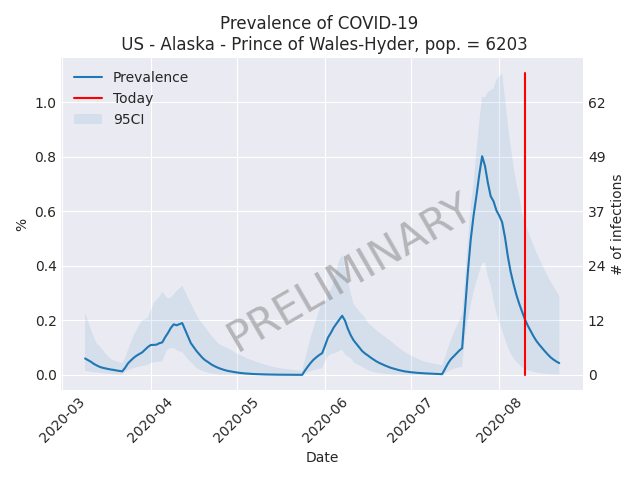 Prevalence of COVID-19
US - Alaska - Prince of Wales-Hyder, pop. = 6203
Prevalence
Today
95CI
PRELIMINARY
%
1.0
0.8
0.6
0.4
0.2
0.0
62
49
37
24
12
0
# of infections
2020-03
2020-04
2020-05
2020-06
2020-07
2020-08
Date